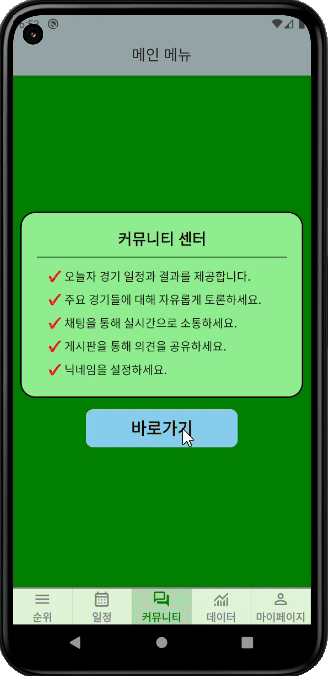 메인 메뉴
커뮤니티 센터
오늘자 경기 일정과 결과를 제공합니다.
주요 경기들에 대해 자유롭게 토론하세요.
채팅을 통해 실시간으로 소통하세요.
게시판을 통해 의견을 공유하세요.
닉네임을 설정하세요.
바로가기
순위 일정 커뮤니티 데이터 마이페이지